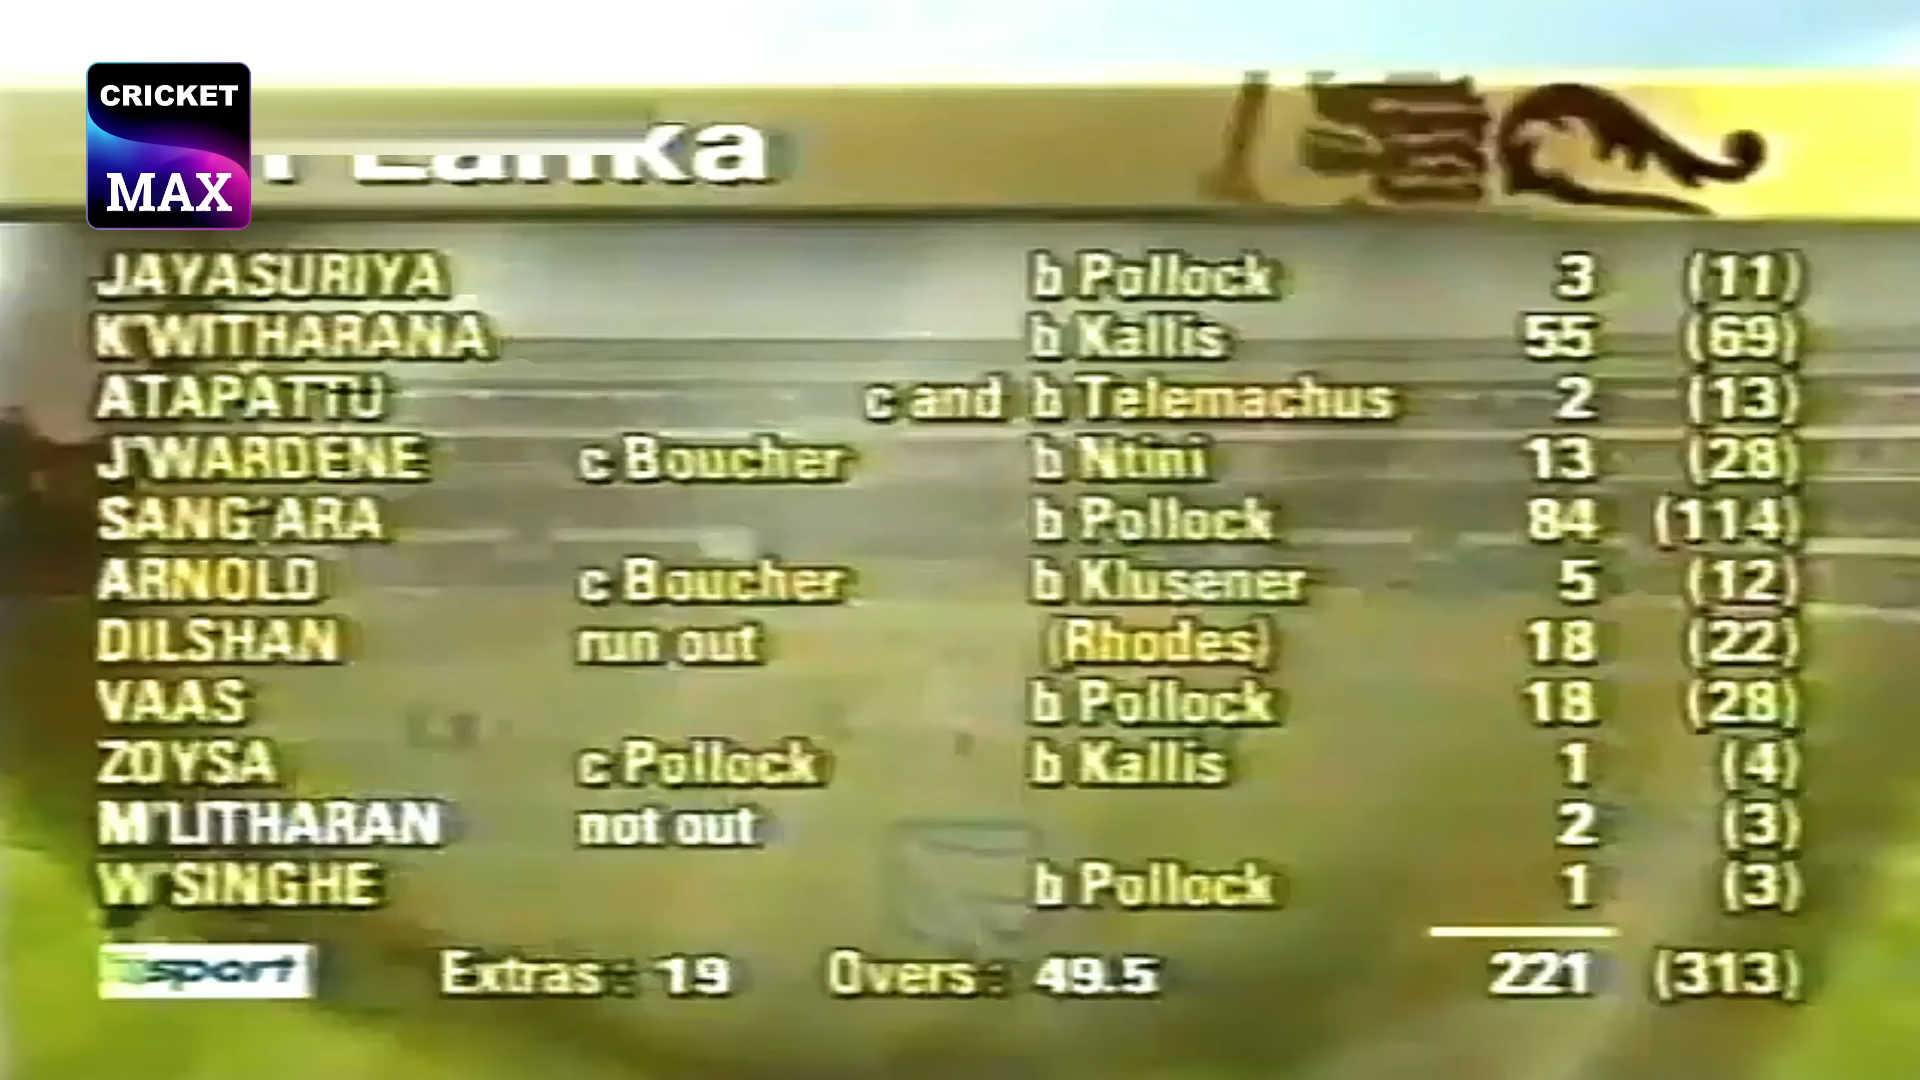 CRICKET
MAX
Lanka
JAYASURIYA b Pollock 3 (11)
K'WITHARANA b Kallis 55 (69)
ATAPATTU c and b Telemachus 2 (13)
J'WARDENE c Boucher b Ntini 13 (28)
SANG'ARA b Pollock 84 (114)
ARNOLD c Boucher b Klusener 5 (12)
DILSHAN run out (Rhodes) 18 (22)
VAAS b Pollock 18 (28)
ZOYSA c Pollock b Kallis 1 (4)
M'LITHARAN not out 2 (3)
W'SINGHE b Pollock 1 (3)
sport Extras : 19 Overs : 49.5 221 (313)